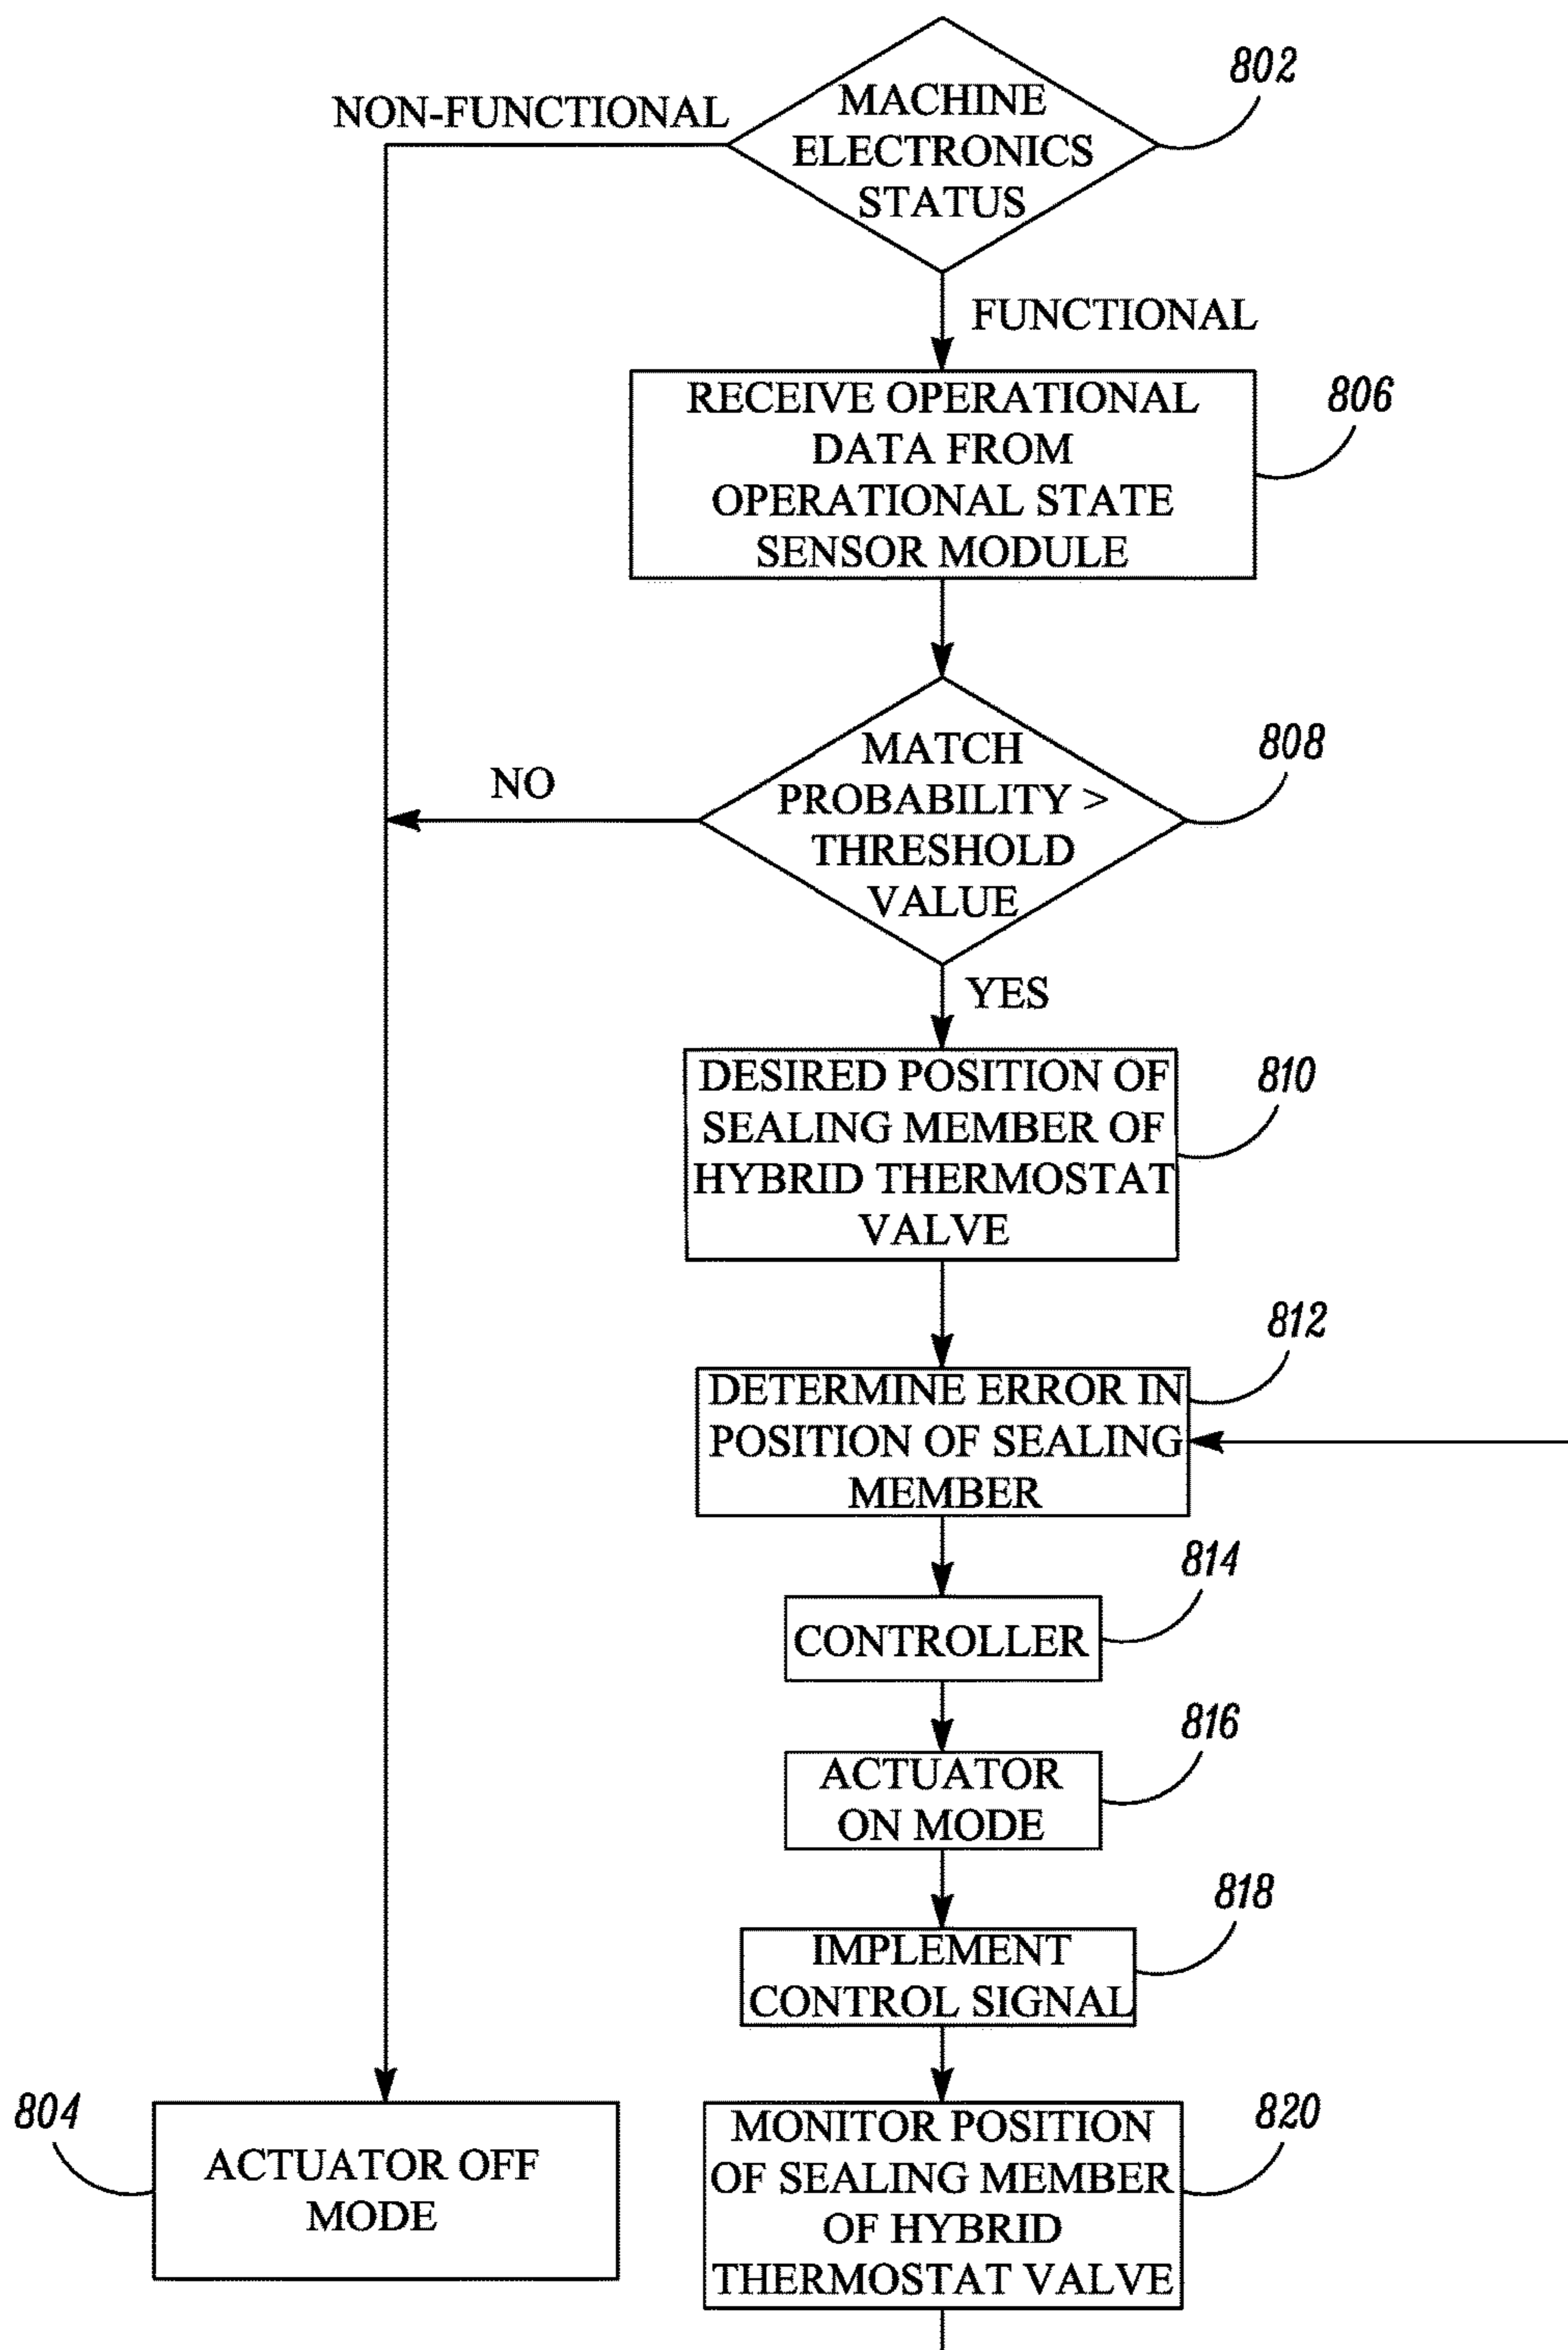 802
MACHINE
ELECTRONICS
STATUS
NON-FUNCTIONAL
FUNCTIONAL
806
RECEIVE OPERATIONAL
DATA FROM
OPERATIONAL STATE
SENSOR MODULE
808
MATCH
PROBABILITY >
THRESHOLD
VALUE
NO
YES
810
DESIRED POSITION OF
SEALING MEMBER OF
HYBRID THERMOSTAT
VALVE
812
DETERMINE ERROR IN
POSITION OF SEALING
MEMBER
814
CONTROLLER
816
ACTUATOR
ON MODE
818
IMPLEMENT
CONTROL SIGNAL
804
ACTUATOR OFF
MODE
820
MONITOR POSITION
OF SEALING MEMBER
OF HYBRID
THERMOSTAT VALVE